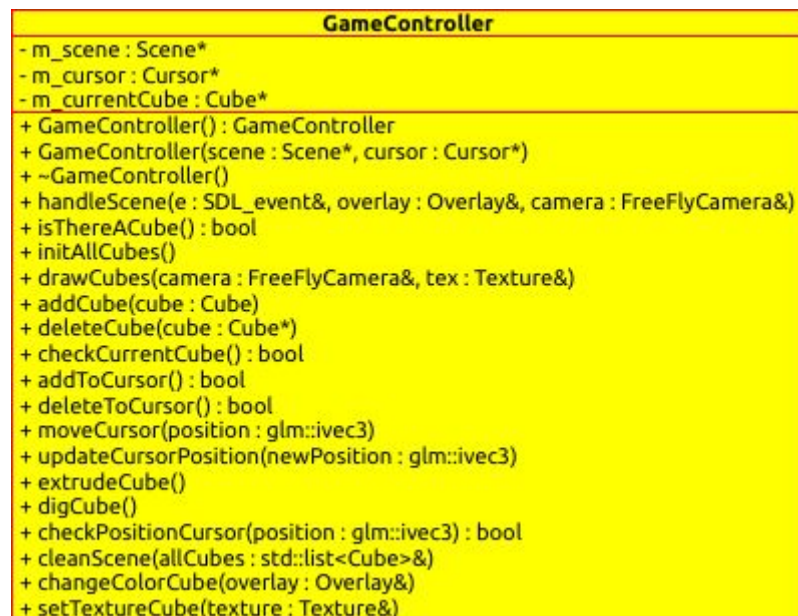 GameController
- m_scene : Scene*
- m_cursor : Cursor*
- m_currentCube : Cube*
+ GameController() : GameController
+ GameController(scene : Scene*, cursor : Cursor*)
+ ~GameController()
+ handleScene(e : SDL_event&, overlay : Overlay&, camera : FreeFlyCamera&)
+ isThereACube() : bool
+ initAllCubes()
+ drawCubes(camera : FreeFlyCamera&, tex : Texture&)
+ addCube(cube : Cube)
+ deleteCube(cube : Cube*)
+ checkCurrentCube() : bool
+ addToCursor() : bool
+ deleteToCursor() : bool
+ moveCursor(position : glm::ivec3)
+ updateCursorPosition(newPosition : glm::ivec3)
+ extrudeCube()
+ digCube()
+ checkPositionCursor(position : glm::ivec3) : bool
+ cleanScene(allCubes : std::list<Cube>&)
+ changeColorCube(overlay : Overlay&)
+ setTextureCube(texture : Texture&)